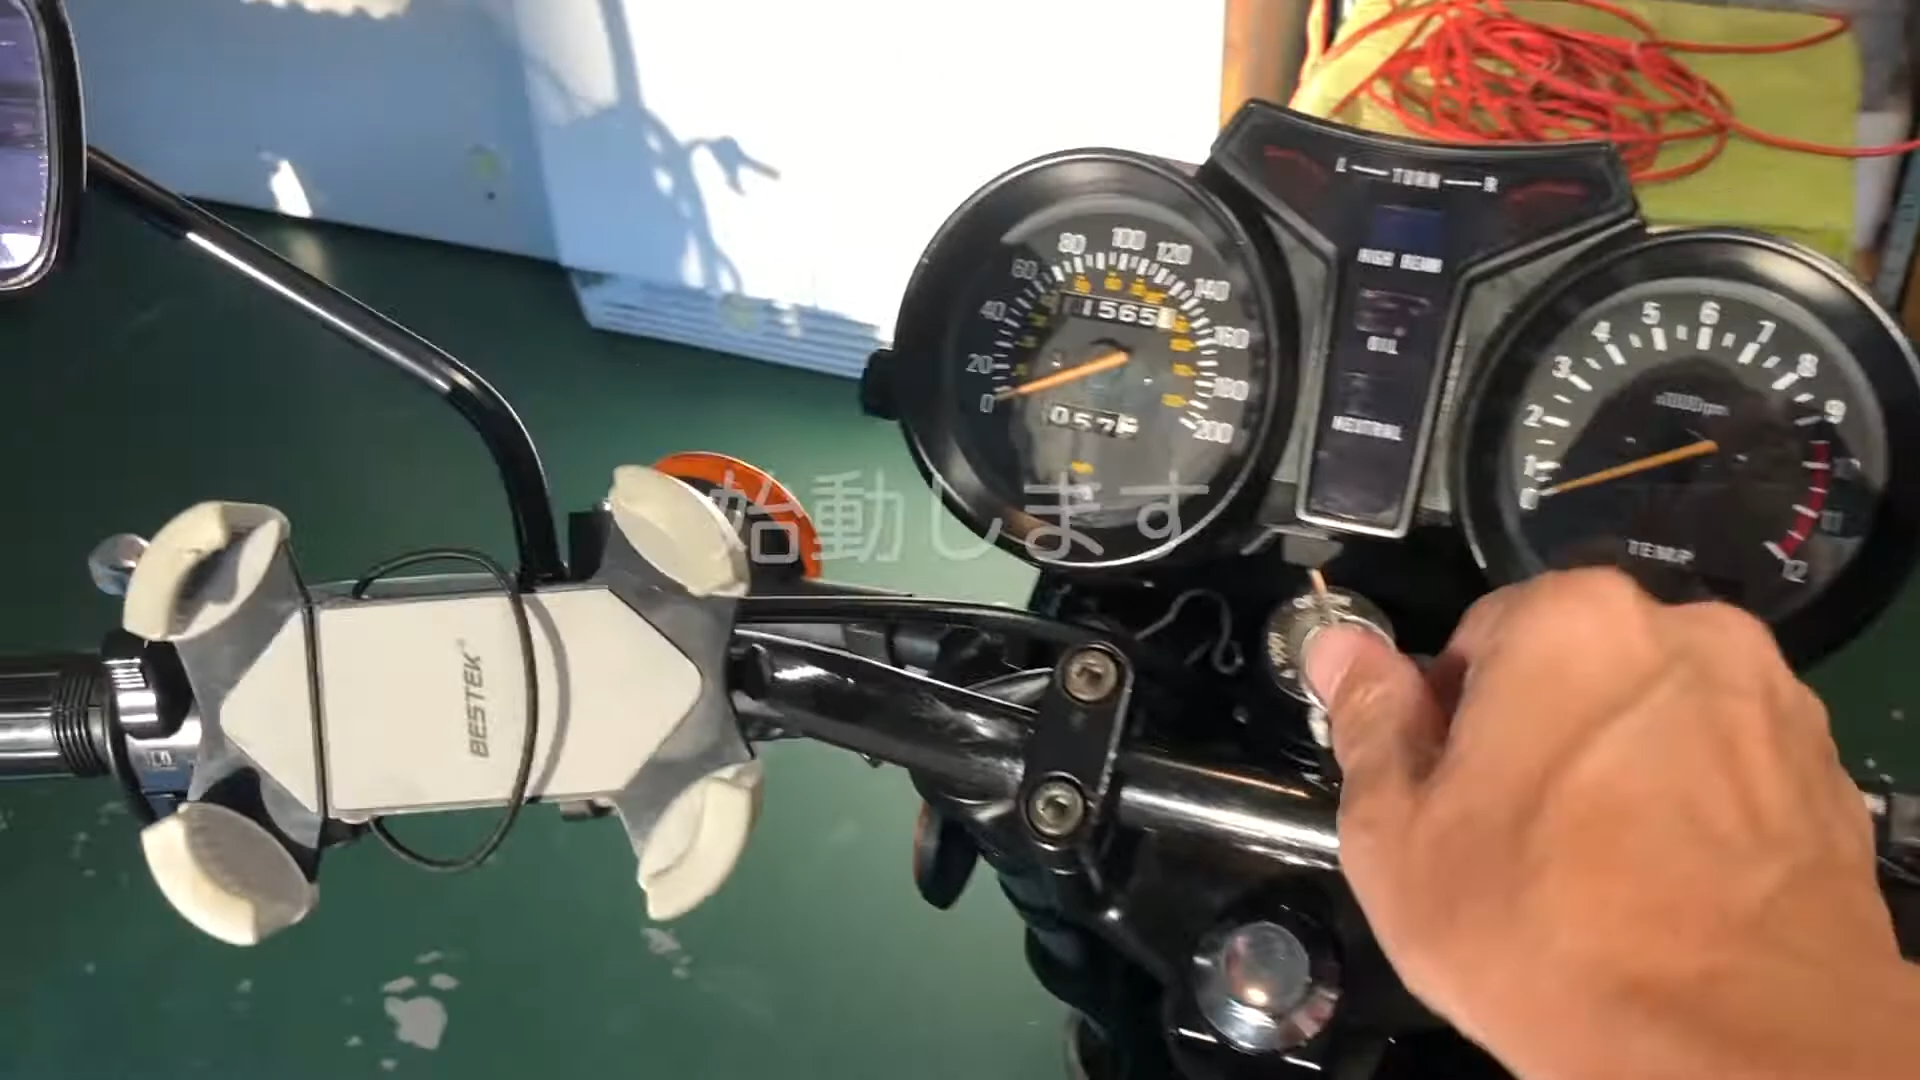 L TURN R
HIGH BEAM
OIL
NEUTRAL
0 20 40 60 80 100 120 140 160 180 200
1565
057
0 1 2 3 4 5 6 7 8 9 10 11 12
×1000rpm
TEMP
始動します
BESTEK